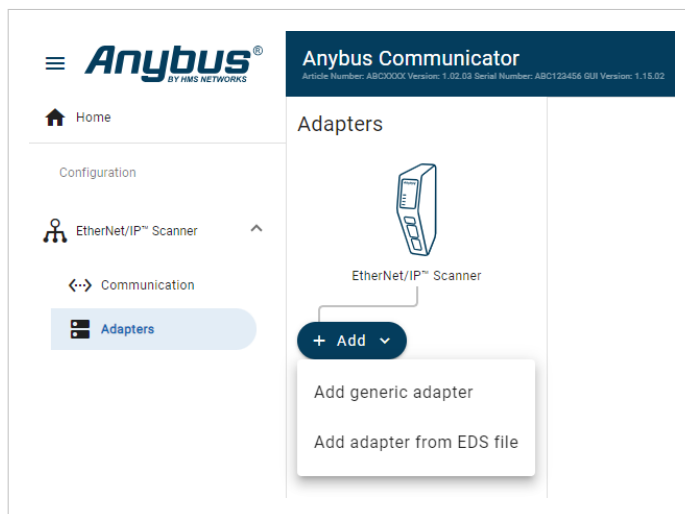 Anybus®
BY HMS NETWORKS
Anybus Communicator
Article Number: ABCXXXX Version: 1.02.03 Serial Number: ABC123456 GUI Version: 1.15.02
Home
Configuration
EtherNet/IP™ Scanner
Communication
Adapters
Adapters
EtherNet/IP™ Scanner
+ Add
Add generic adapter
Add adapter from EDS file